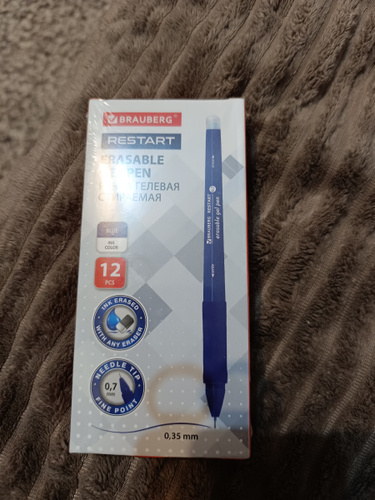 BRAUBERG
RESTART
ERASABLE
PEN
ТЕЛЕВАЯ
INK
COLOR
12
PCS
INK ERASED
WITH ANY ERASER
NEEDLE TIP
0,7
FINE POINT
0,35 mm
BRAUBERG RESTART
erasable gel pen